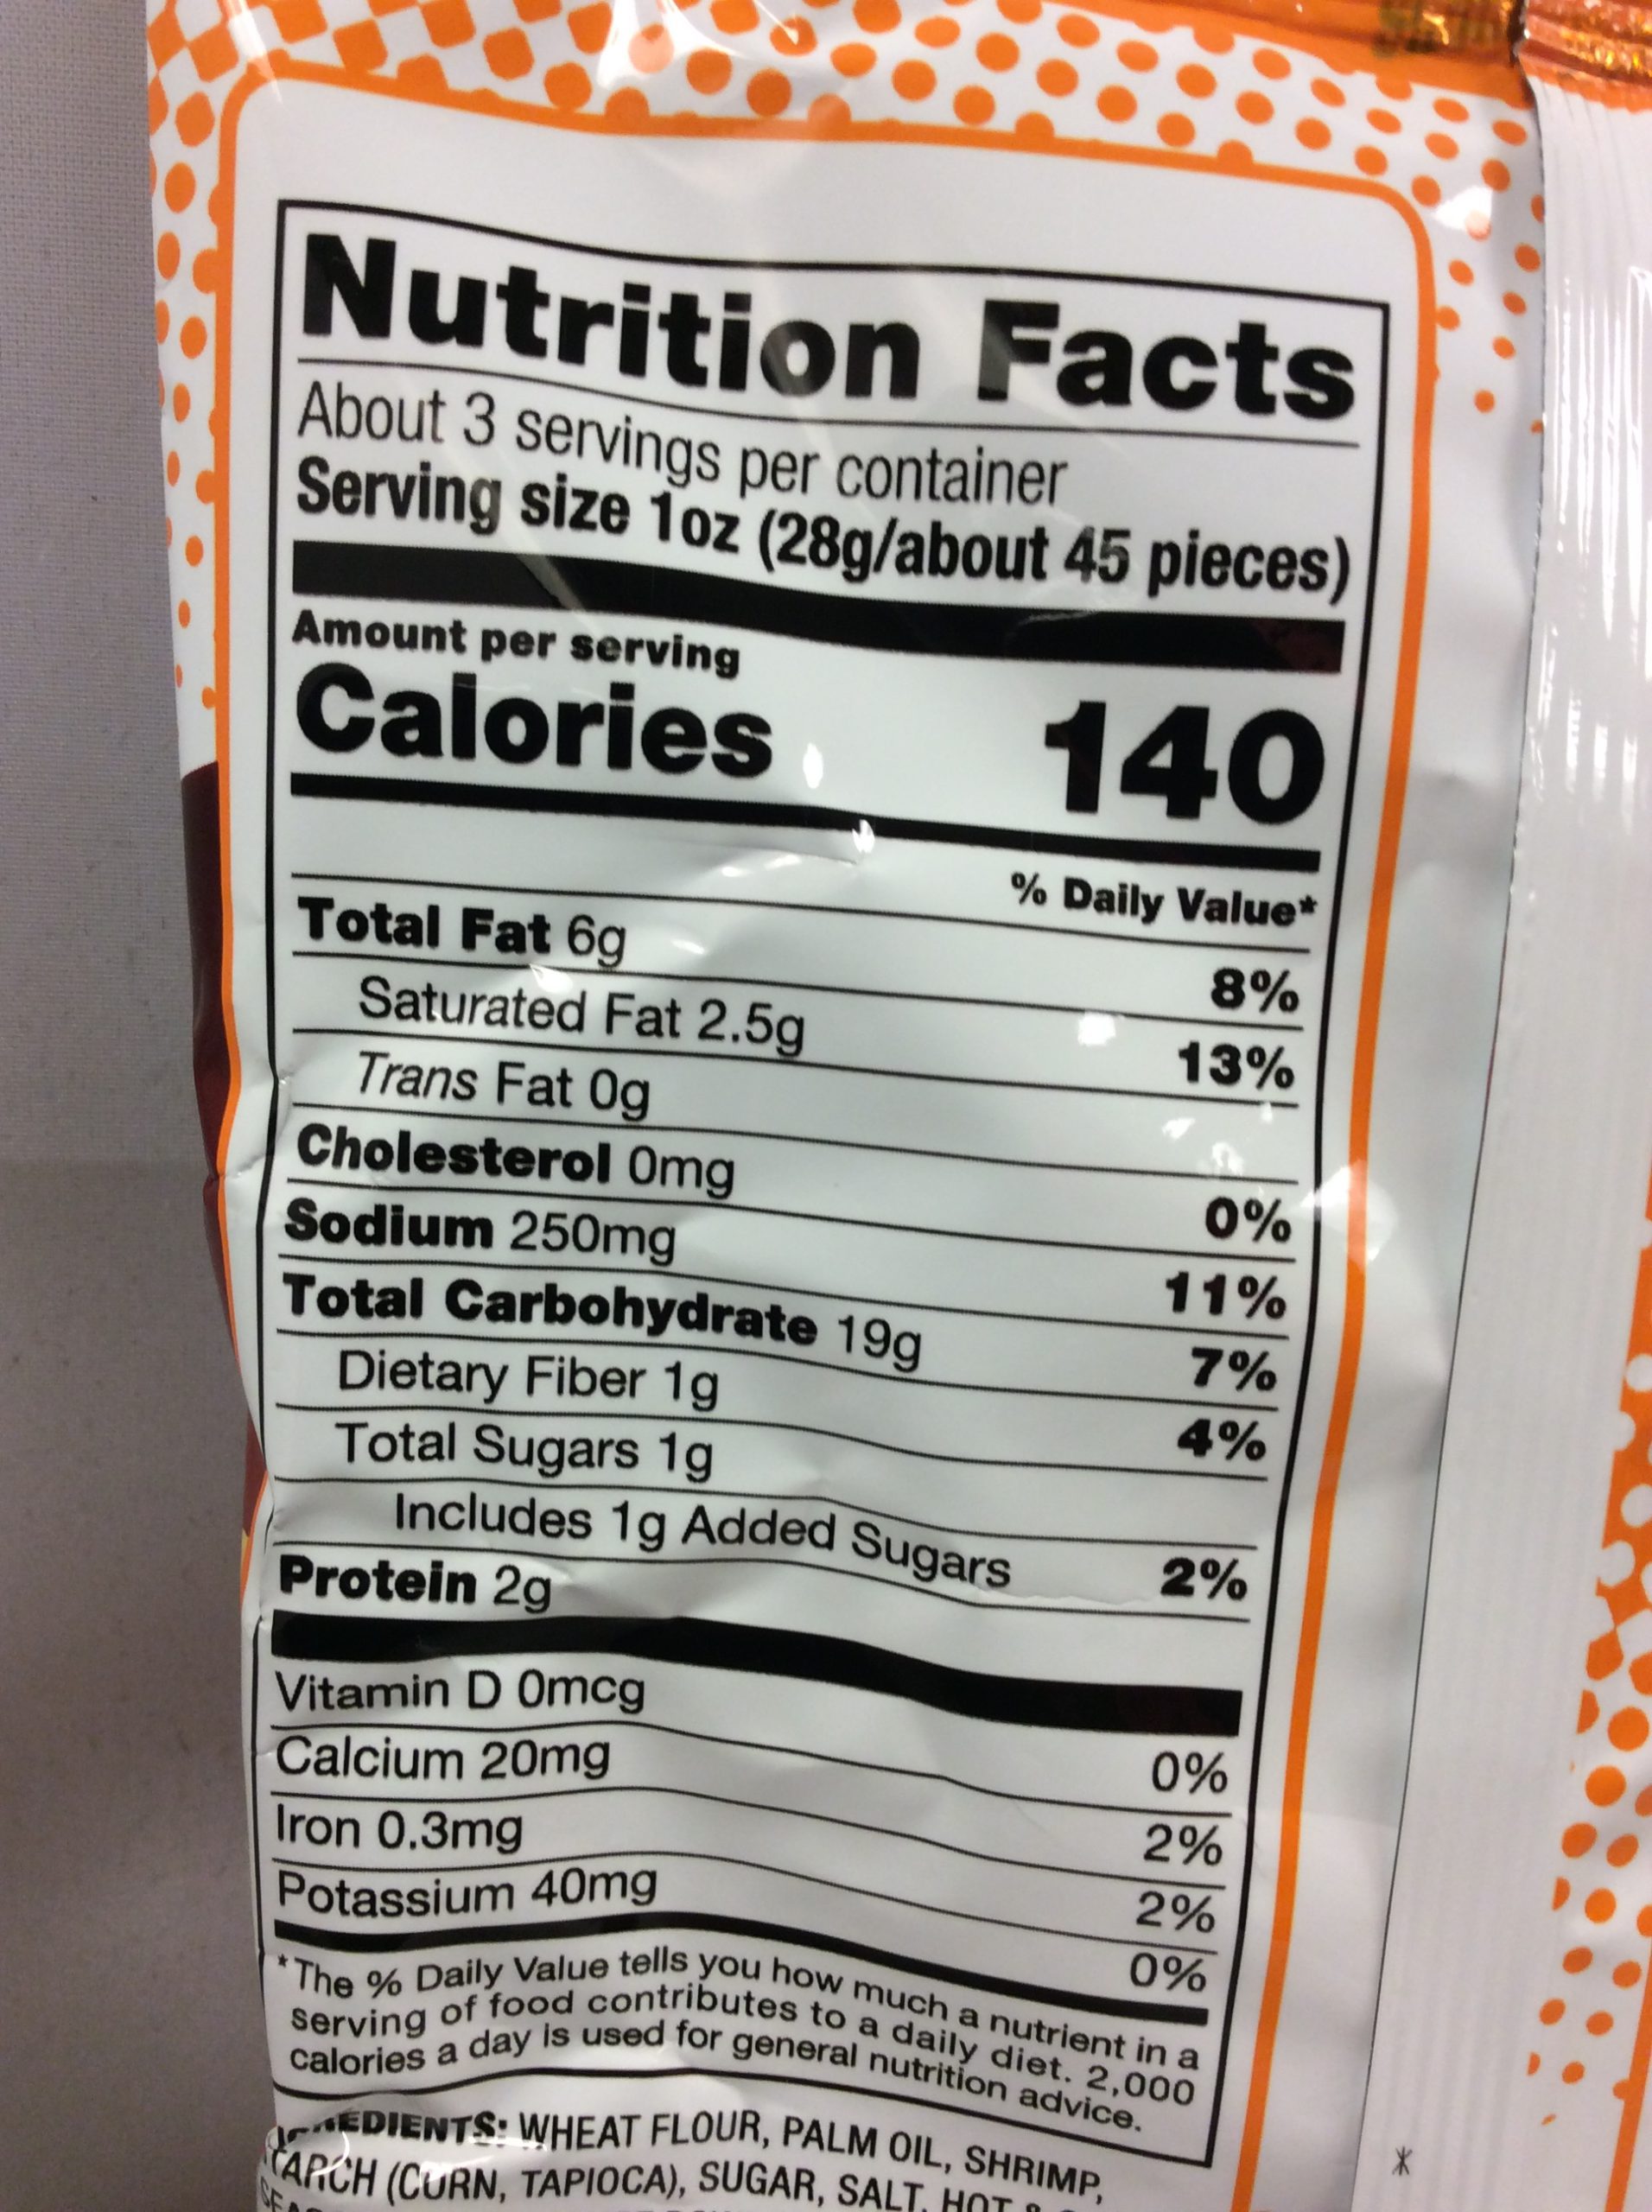 Nutrition Facts
About 3 servings per container
Serving size 1oz (28g/about 45 pieces)
Amount per serving
Calories 140
% Daily Value*
Total Fat 6g 8%
Saturated Fat 2.5g 13%
Trans Fat 0g
Cholesterol 0mg 0%
Sodium 250mg 11%
Total Carbohydrate 19g 7%
Dietary Fiber 1g 4%
Total Sugars 1g
Includes 1g Added Sugars 2%
Protein 2g
Vitamin D 0mcg 0%
Calcium 20mg 2%
Iron 0.3mg 2%
Potassium 40mg 0%
*The % Daily Value tells you how much a nutrient in a
serving of food contributes to a daily diet. 2,000
calories a day is used for general nutrition advice.
INGREDIENTS: WHEAT FLOUR, PALM OIL, SHRIMP,
STARCH (CORN, TAPIOCA), SUGAR, SALT, HOT &